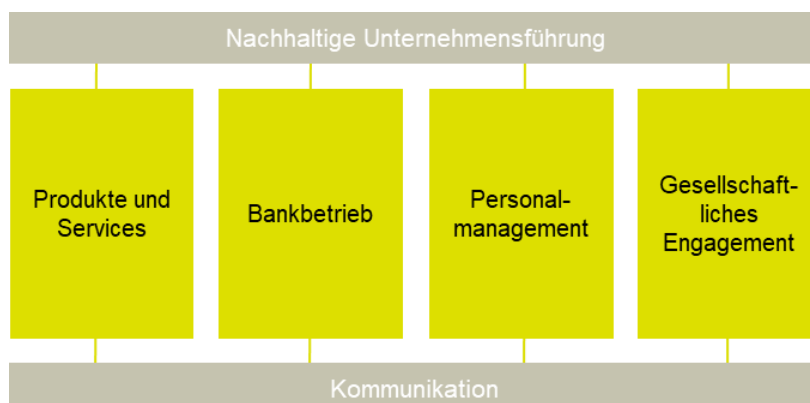 Nachhaltige Unternehmensführung
Produkte und
Services
Bankbetrieb
Personal-
management
Gesellschaft-
liches
Engagement
Kommunikation